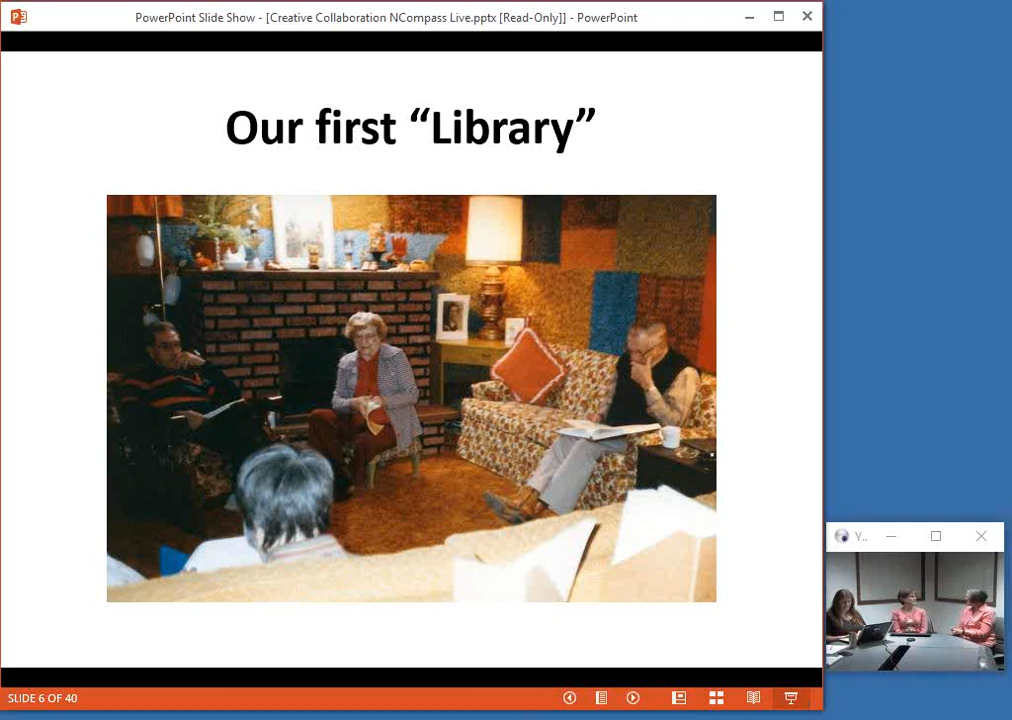 PowerPoint Slide Show - [Creative Collaboration NCompass Live.pptx [Read-Only]] - PowerPoint
Our first “Library”
Y..
SLIDE 6 OF 40